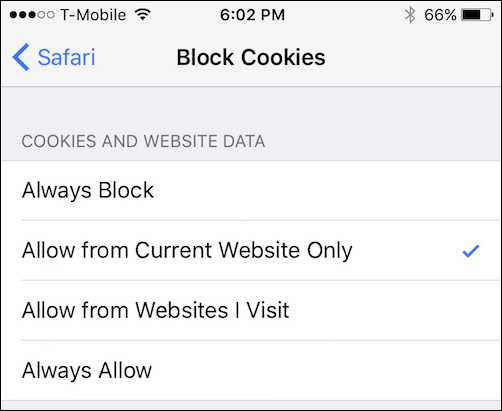 T-Mobile 6:02 PM 66%
Safari Block Cookies
COOKIES AND WEBSITE DATA
Always Block
Allow from Current Website Only
Allow from Websites I Visit
Always Allow